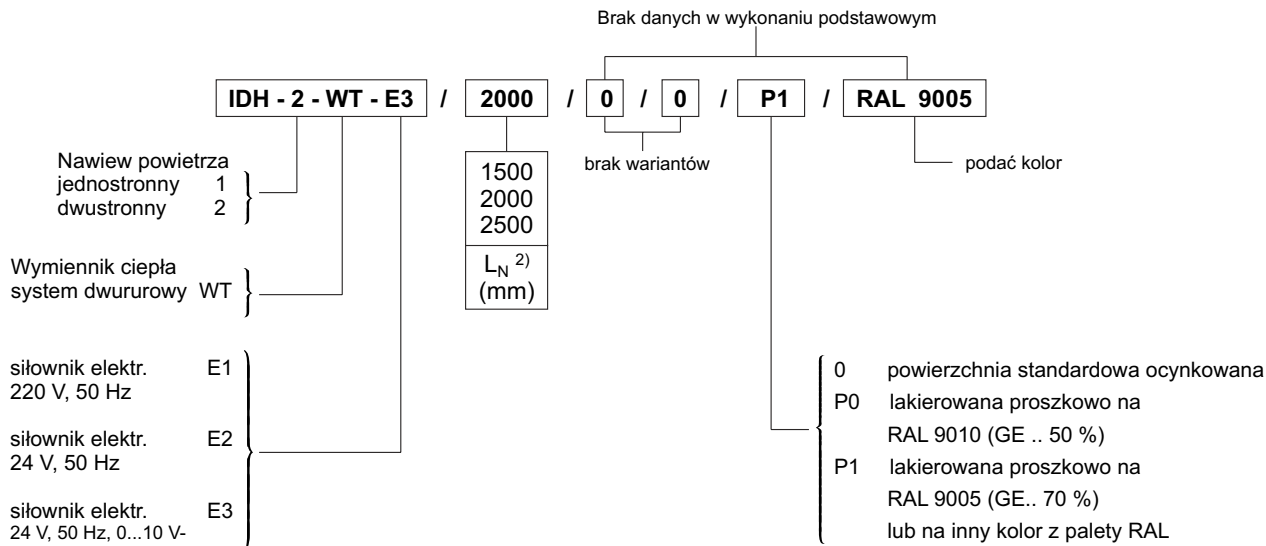 Brak danych w wykonaniu podstawowym
IDH - 2 - WT - E3 / 2000 / 0 / 0 / P1 / RAL 9005
Nawiew powietrza
jednostronny 1
dwustronny 2
1500
2000
2500
L_N 2)
(mm)
brak wariantów
podać kolor
Wymiennik ciepła
system dwururowy WT
siłownik elektr. E1
220 V, 50 Hz
siłownik elektr. E2
24 V, 50 Hz
siłownik elektr. E3
24 V, 50 Hz, 0...10 V-
0 powierzchnia standardowa ocynkowana
P0 lakierowana proszkowo na
RAL 9010 (GE .. 50 %)
P1 lakierowana proszkowo na
RAL 9005 (GE.. 70 %)
lub na inny kolor z palety RAL